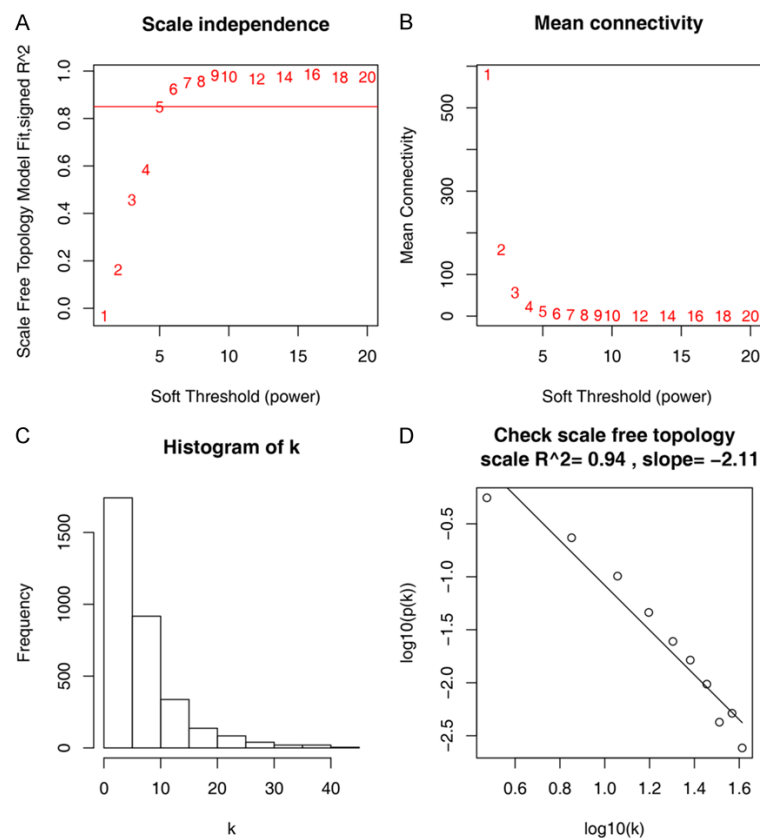 A
Scale independence
Scale Free Topology Model Fit,signed R^2
0.0 0.2 0.4 0.6 0.8 1.0
1 2 3 4 5 6 7 8 9 10 12 14 16 18 20
5 10 15 20
Soft Threshold (power)
B
Mean connectivity
Mean Connectivity
0 100 300 500
1 2 3 4 5 6 7 8 9 10 12 14 16 18 20
5 10 15 20
Soft Threshold (power)
C
Histogram of k
Frequency
0 500 1000 1500
0 10 20 30 40
k
D
Check scale free topology
scale R^2= 0.94 , slope= −2.11
log10(p(k))
−2.5 −2.0 −1.5 −1.0 −0.5
0.6 0.8 1.0 1.2 1.4 1.6
log10(k)